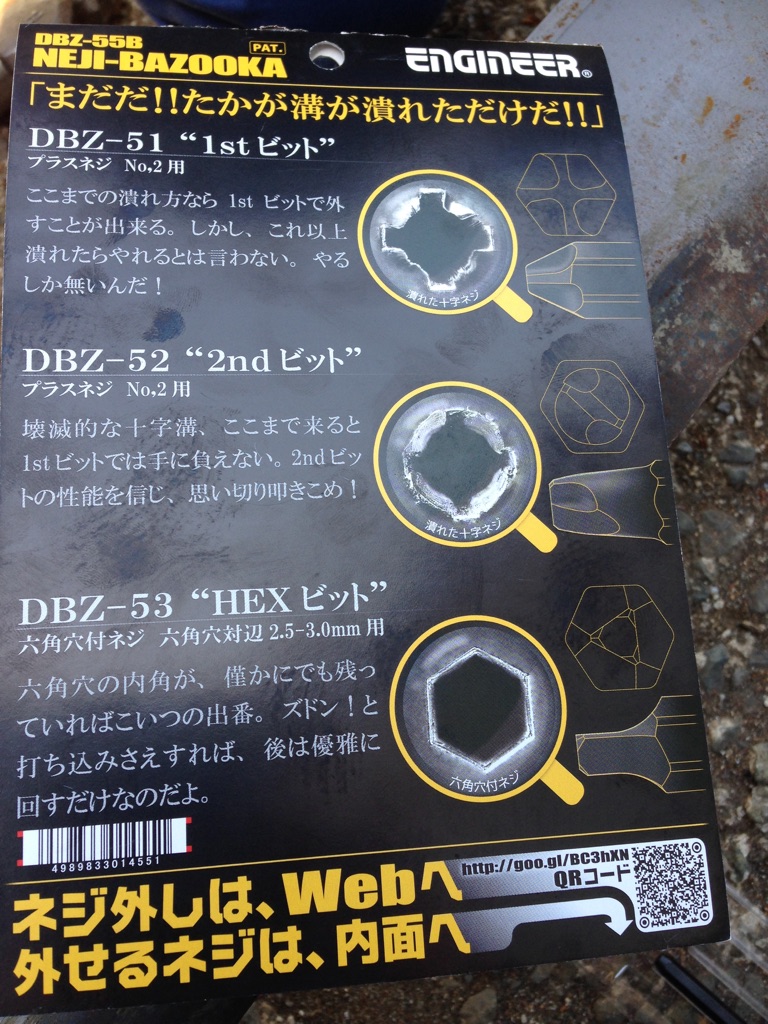 DBZ-55B
NEJI-BAZOOKA PAT.
ENGINEER®
「まだだ!!たかが溝が潰れただけだ!!」
DBZ-51 “1stビット”
プラスネジ No,2用
ここまでの潰れ方なら 1st ビットで外
すことが出来る。しかし、これ以上
潰れたらやれるとは言わない。やる
しか無いんだ！
潰れた十字ネジ
DBZ-52 “2ndビット”
プラスネジ No,2用
壊滅的な十字溝、ここまで来ると
1stビットでは手に負えない。2ndビッ
トの性能を信じ、思い切り叩きこめ！
潰れた十字ネジ
DBZ-53 “HEXビット”
六角穴付ネジ 六角穴対辺 2.5-3.0mm用
六角穴の内角が、僅かにでも残っ
ていればこいつの出番。ズドン！と
打ち込みさえすれば、後は優雅に
回すだけなのだよ。
六角穴付ネジ
4989833014551
ネジ外しは、Webへ
外せるネジは、内面へ
http://goo.gl/BC3hXN
QRコード